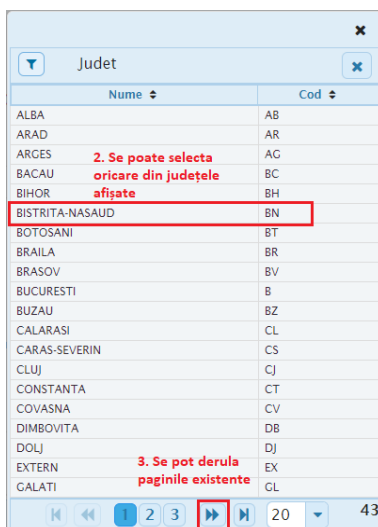 Judet
Nume Cod
ALBA AB
ARAD AR
ARGES AG
BACAU BC
BIHOR BH
BISTRITA-NASAUD BN
BOTOSANI BT
BRAILA BR
BRASOV BV
BUCURESTI B
BUZAU BZ
CALARASI CL
CARAS-SEVERIN CS
CLUJ CJ
CONSTANTA CT
COVASNA CV
DIMBOVITA DB
DOLJ DJ
EXTERN EX
GALATI GL
2. Se poate selecta
oricare din județele
afișate
3. Se pot derula
paginile existente
1 2 3 20 43